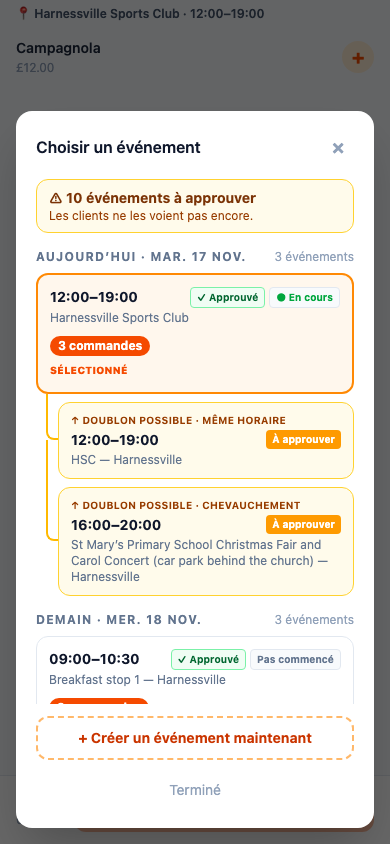 📍 Harnessville Sports Club · 12:00–19:00
Campagnola
£12.00
+
Choisir un événement
×
⚠ 10 événements à approuver
Les clients ne les voient pas encore.
AUJOURD'HUI · MAR. 17 NOV.
3 événements
12:00–19:00
✓ Approuvé
● En cours
Harnessville Sports Club
3 commandes
SÉLECTIONNÉ
↑ DOUBLON POSSIBLE · MÊME HORAIRE
12:00–19:00
À approuver
HSC — Harnessville
↑ DOUBLON POSSIBLE · CHEVAUCHEMENT
16:00–20:00
À approuver
St Mary's Primary School Christmas Fair and
Carol Concert (car park behind the church) —
Harnessville
DEMAIN · MER. 18 NOV.
3 événements
09:00–10:30
✓ Approuvé
Pas commencé
Breakfast stop 1 — Harnessville
+ Créer un événement maintenant
Terminé